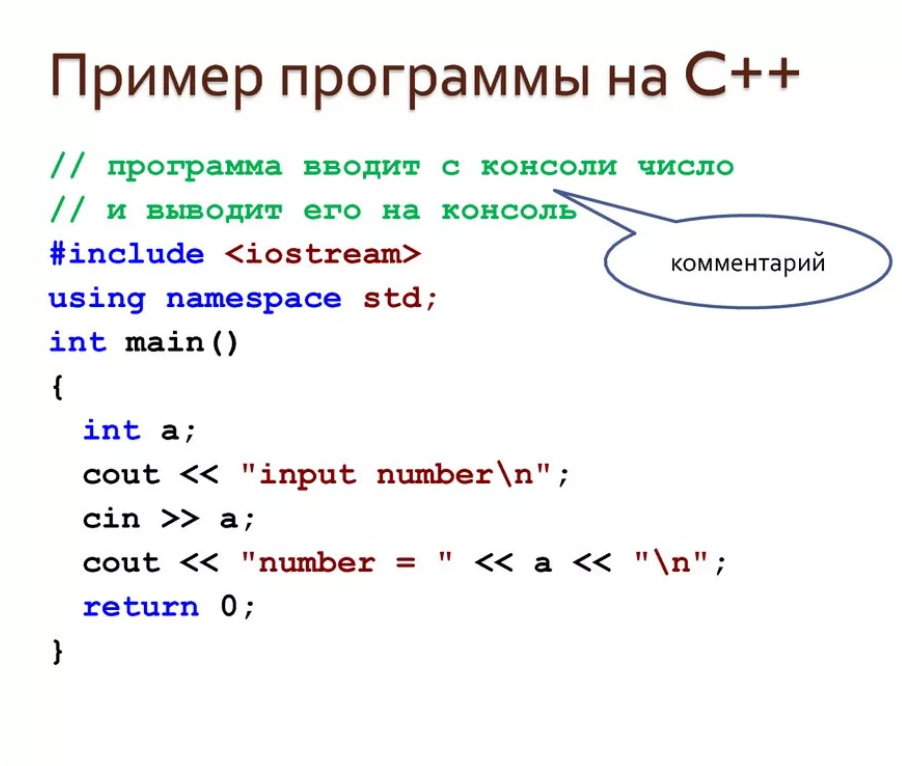 Пример программы на C++
// программа вводит с консоли число
// и выводит его на консоль
комментарий
#include <iostream>
using namespace std;
int main()
{
int a;
cout << "input number\n";
cin >> a;
cout << "number = " << a << "\n";
return 0;
}